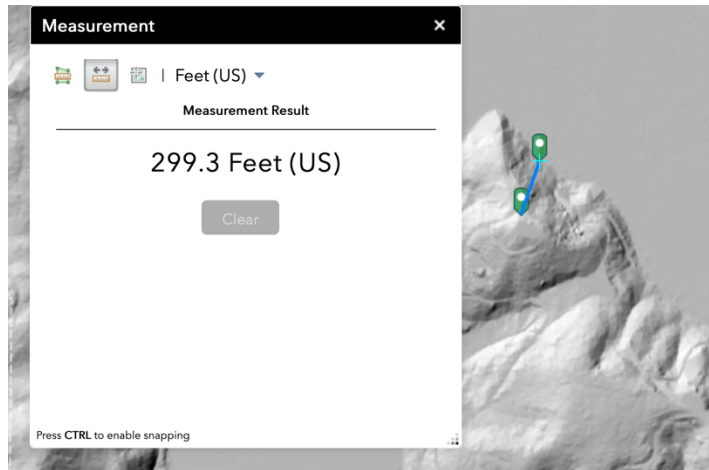 Measurement
| Feet (US)
Measurement Result
299.3 Feet (US)
Clear
Press CTRL to enable snapping